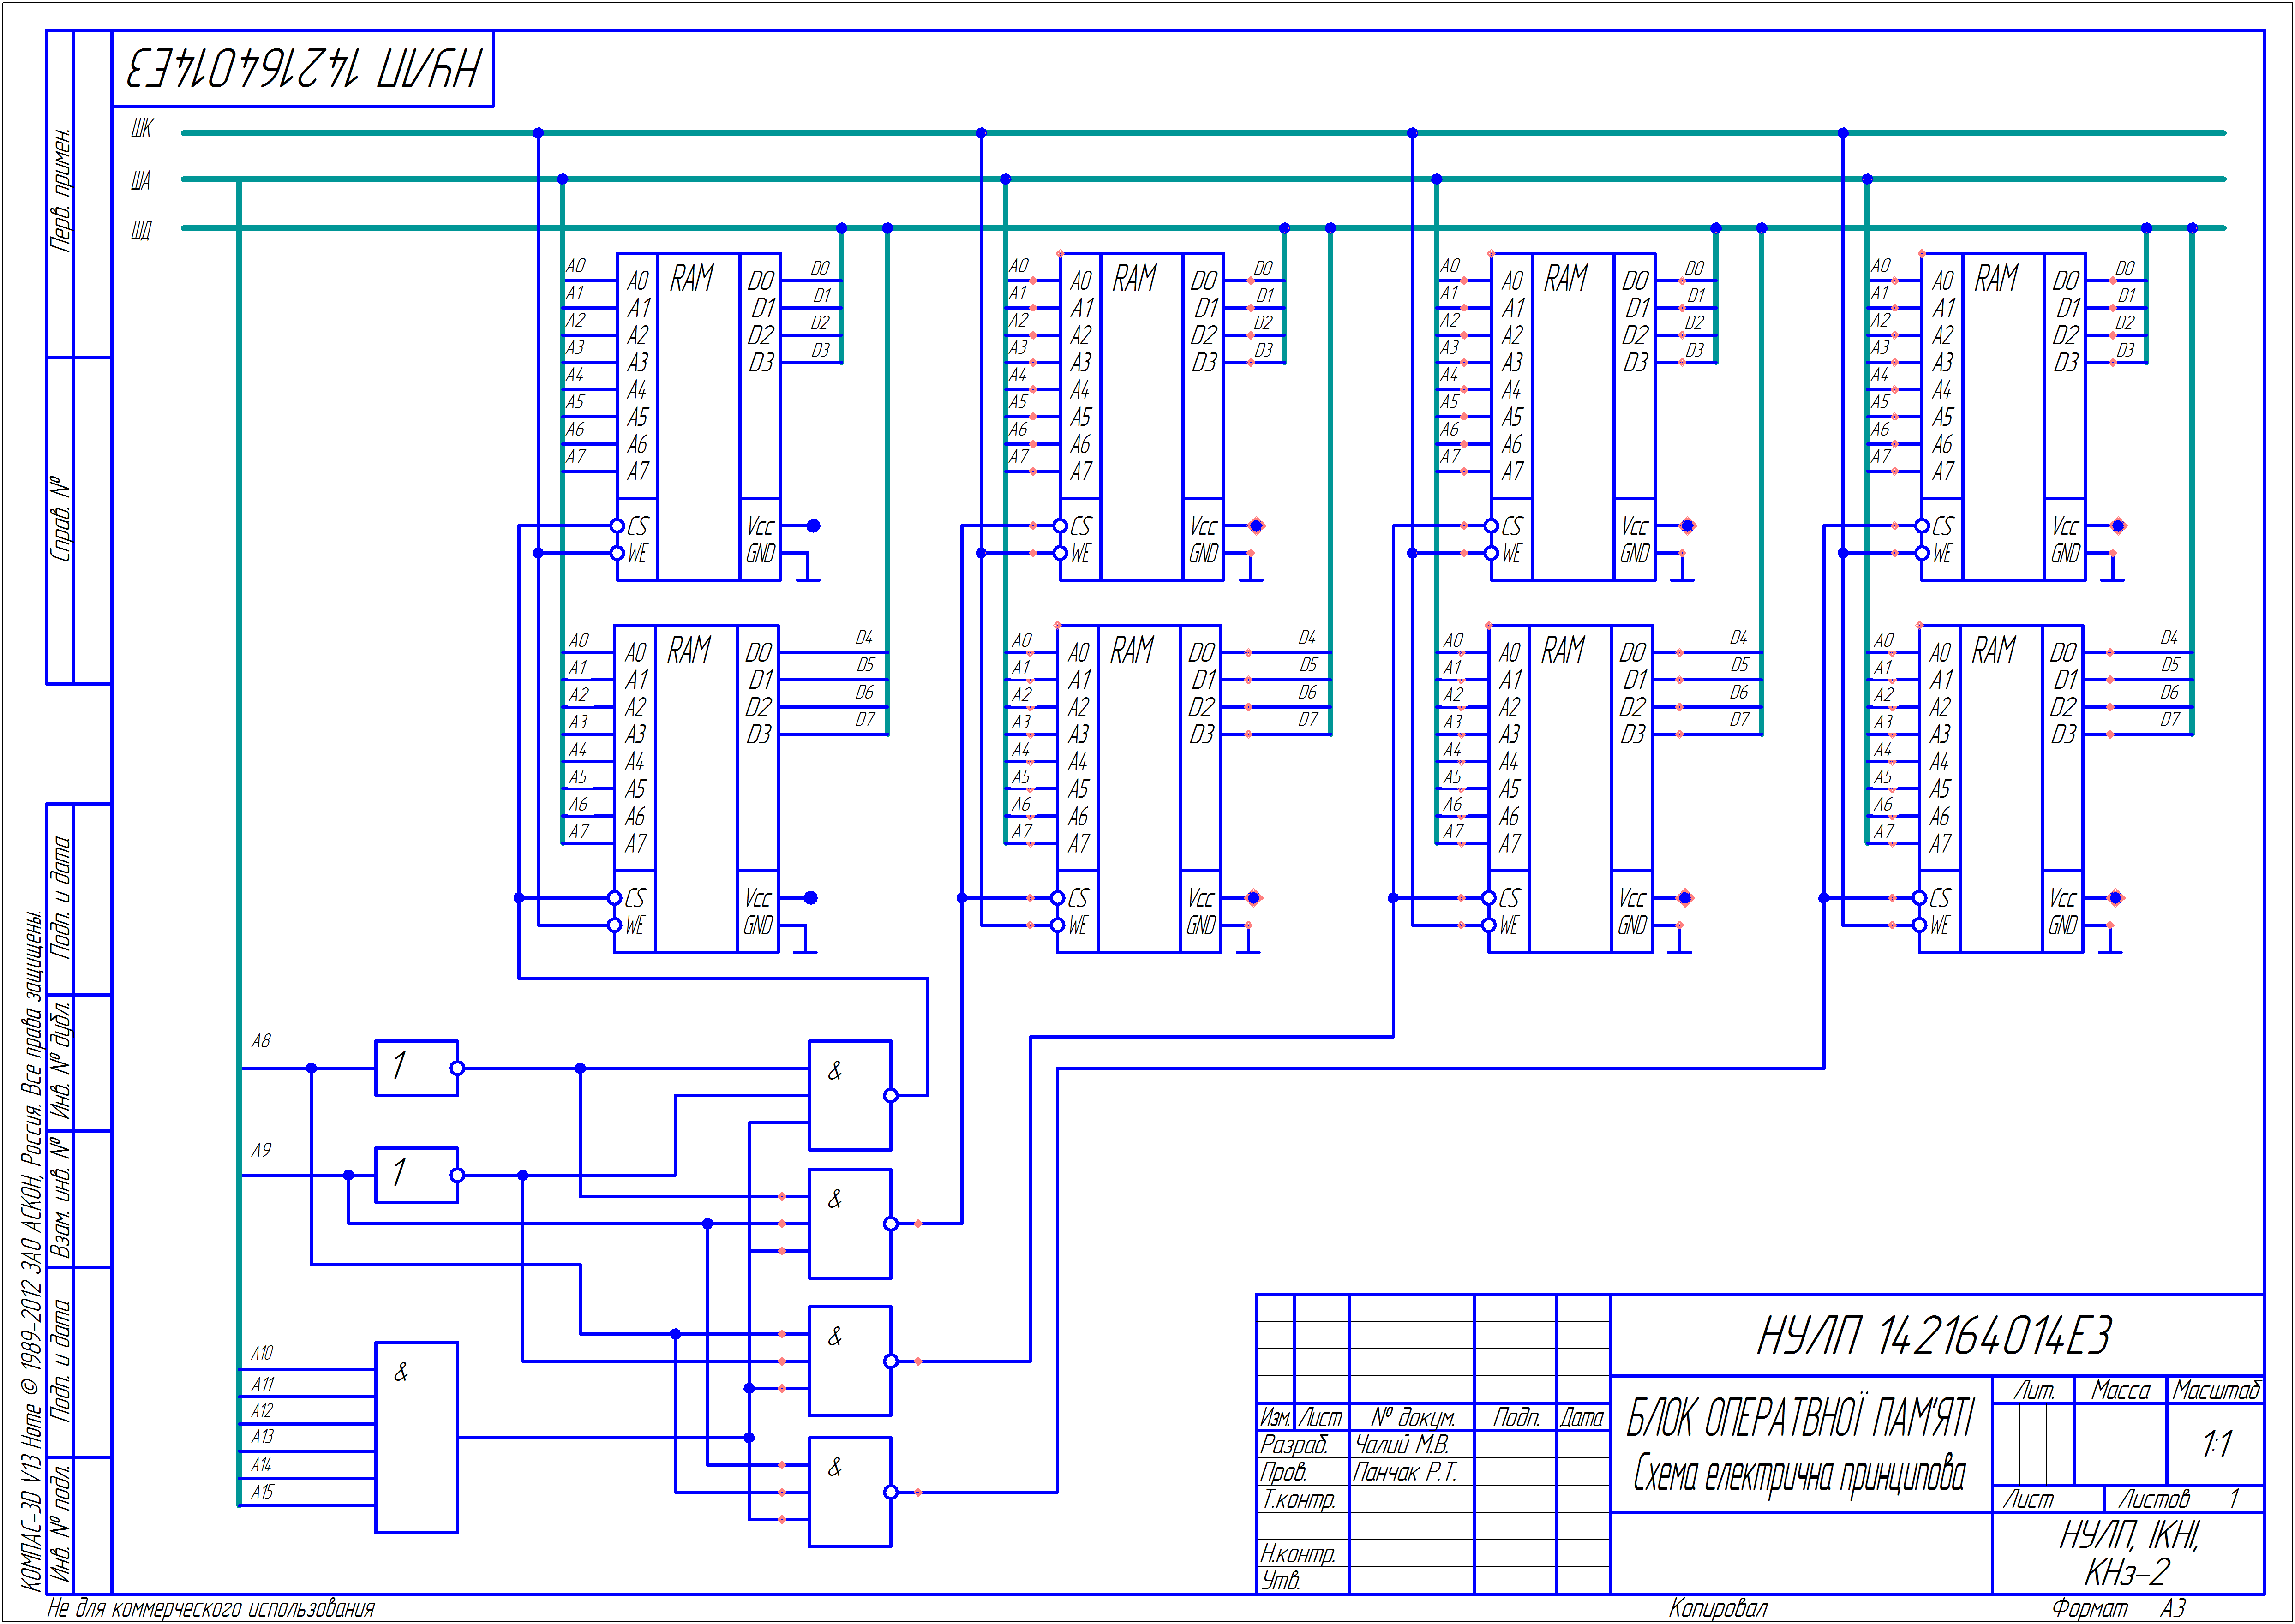 НУЛП 142164014Е3
ШК
ША
ШД
A0 A0 RAM D0 D0
A1 A1 D1 D1
A2 A2 D2 D2
A3 A3 D3 D3
A4 A4
A5 A5
A6 A6
A7 A7
CS Vcc
WE GND
A0 A0 RAM D0 D0
A1 A1 D1 D1
A2 A2 D2 D2
A3 A3 D3 D3
A4 A4
A5 A5
A6 A6
A7 A7
CS Vcc
WE GND
A0 A0 RAM D0 D0
A1 A1 D1 D1
A2 A2 D2 D2
A3 A3 D3 D3
A4 A4
A5 A5
A6 A6
A7 A7
CS Vcc
WE GND
A0 A0 RAM D0 D0
A1 A1 D1 D1
A2 A2 D2 D2
A3 A3 D3 D3
A4 A4
A5 A5
A6 A6
A7 A7
CS Vcc
WE GND
A0 A0 RAM D0 D4
A1 A1 D1 D5
A2 A2 D2 D6
A3 A3 D3 D7
A4 A4
A5 A5
A6 A6
A7 A7
CS Vcc
WE GND
A0 A0 RAM D0 D4
A1 A1 D1 D5
A2 A2 D2 D6
A3 A3 D3 D7
A4 A4
A5 A5
A6 A6
A7 A7
CS Vcc
WE GND
A0 A0 RAM D0 D4
A1 A1 D1 D5
A2 A2 D2 D6
A3 A3 D3 D7
A4 A4
A5 A5
A6 A6
A7 A7
CS Vcc
WE GND
A0 A0 RAM D0 D4
A1 A1 D1 D5
A2 A2 D2 D6
A3 A3 D3 D7
A4 A4
A5 A5
A6 A6
A7 A7
CS Vcc
WE GND
A8 1 &
A9 1 &
&
A10 &
A11
A12
A13
A14
A15
&
Перв. примен.
Справ. №
Подп. и дата
Инв. № дубл.
Взам. инв. №
Подп. и дата
Инв. № подл.
КОМПАС-3D V13 Home © 1989-2012 ЗАО АСКОН, Россия. Все права защищены.
НУЛП 142164014Е3
Изм. Лист № докум. Подп. Дата
Разраб. Чалий М.В.
Пров. Панчак Р.Т.
Т.контр.
Н.контр.
Утв.
БЛОК ОПЕРАТВНОЇ ПАМ'ЯТІ
Схема електрична принципова
Лит. Масса Масштаб
1:1
Лист Листов 1
НУЛП, ІКНІ,
КНз-2
Не для коммерческого использования
Копировал
Формат А3